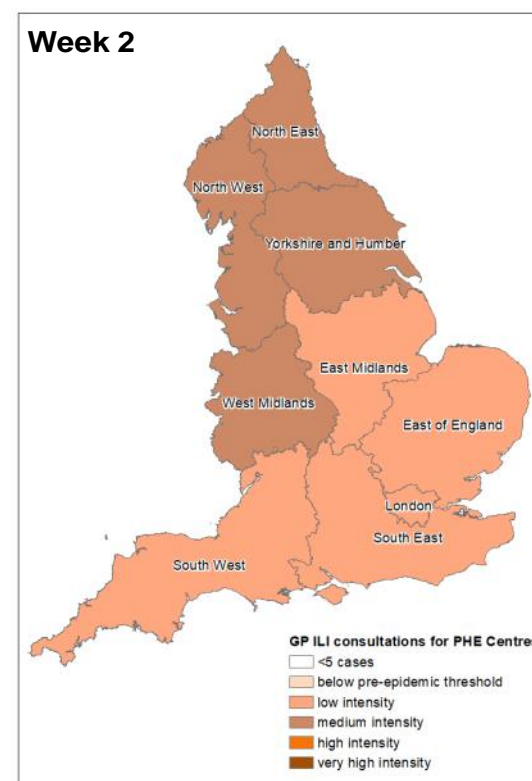 Week 2
North East
North West
Yorkshire and Humber
East Midlands
West Midlands
East of England
London
South East
South West
GP ILI consultations for PHE Centres
<5 cases
below pre-epidemic threshold
low intensity
medium intensity
high intensity
very high intensity